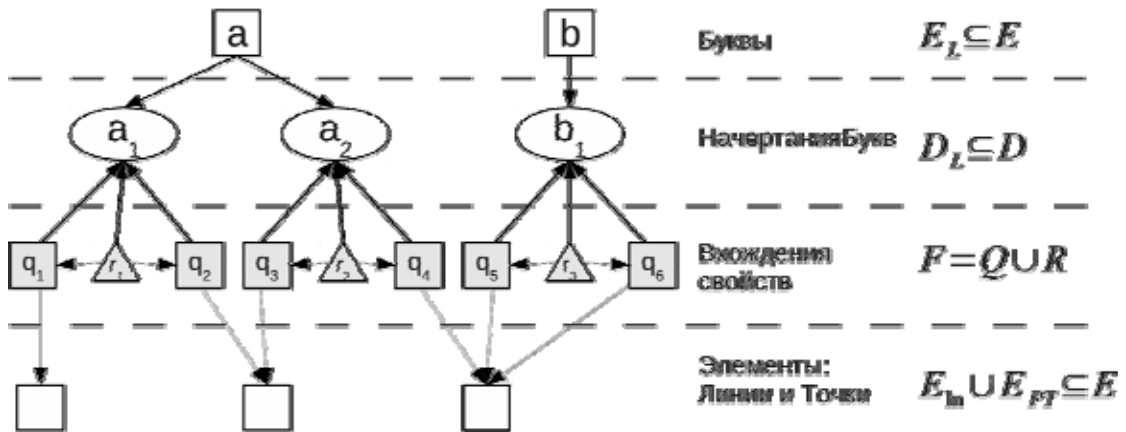 a b Буквы E_L⊆E
a_1 a_2 b_1 НачертанияБукв D_L⊆D
q_1 r_1 q_2 q_3 r_2 q_4 q_5 r_3 q_6 Вхождения
свойств F=Q∪R
Элементы:
Линии и Точки E_ln∪E_PT⊆E